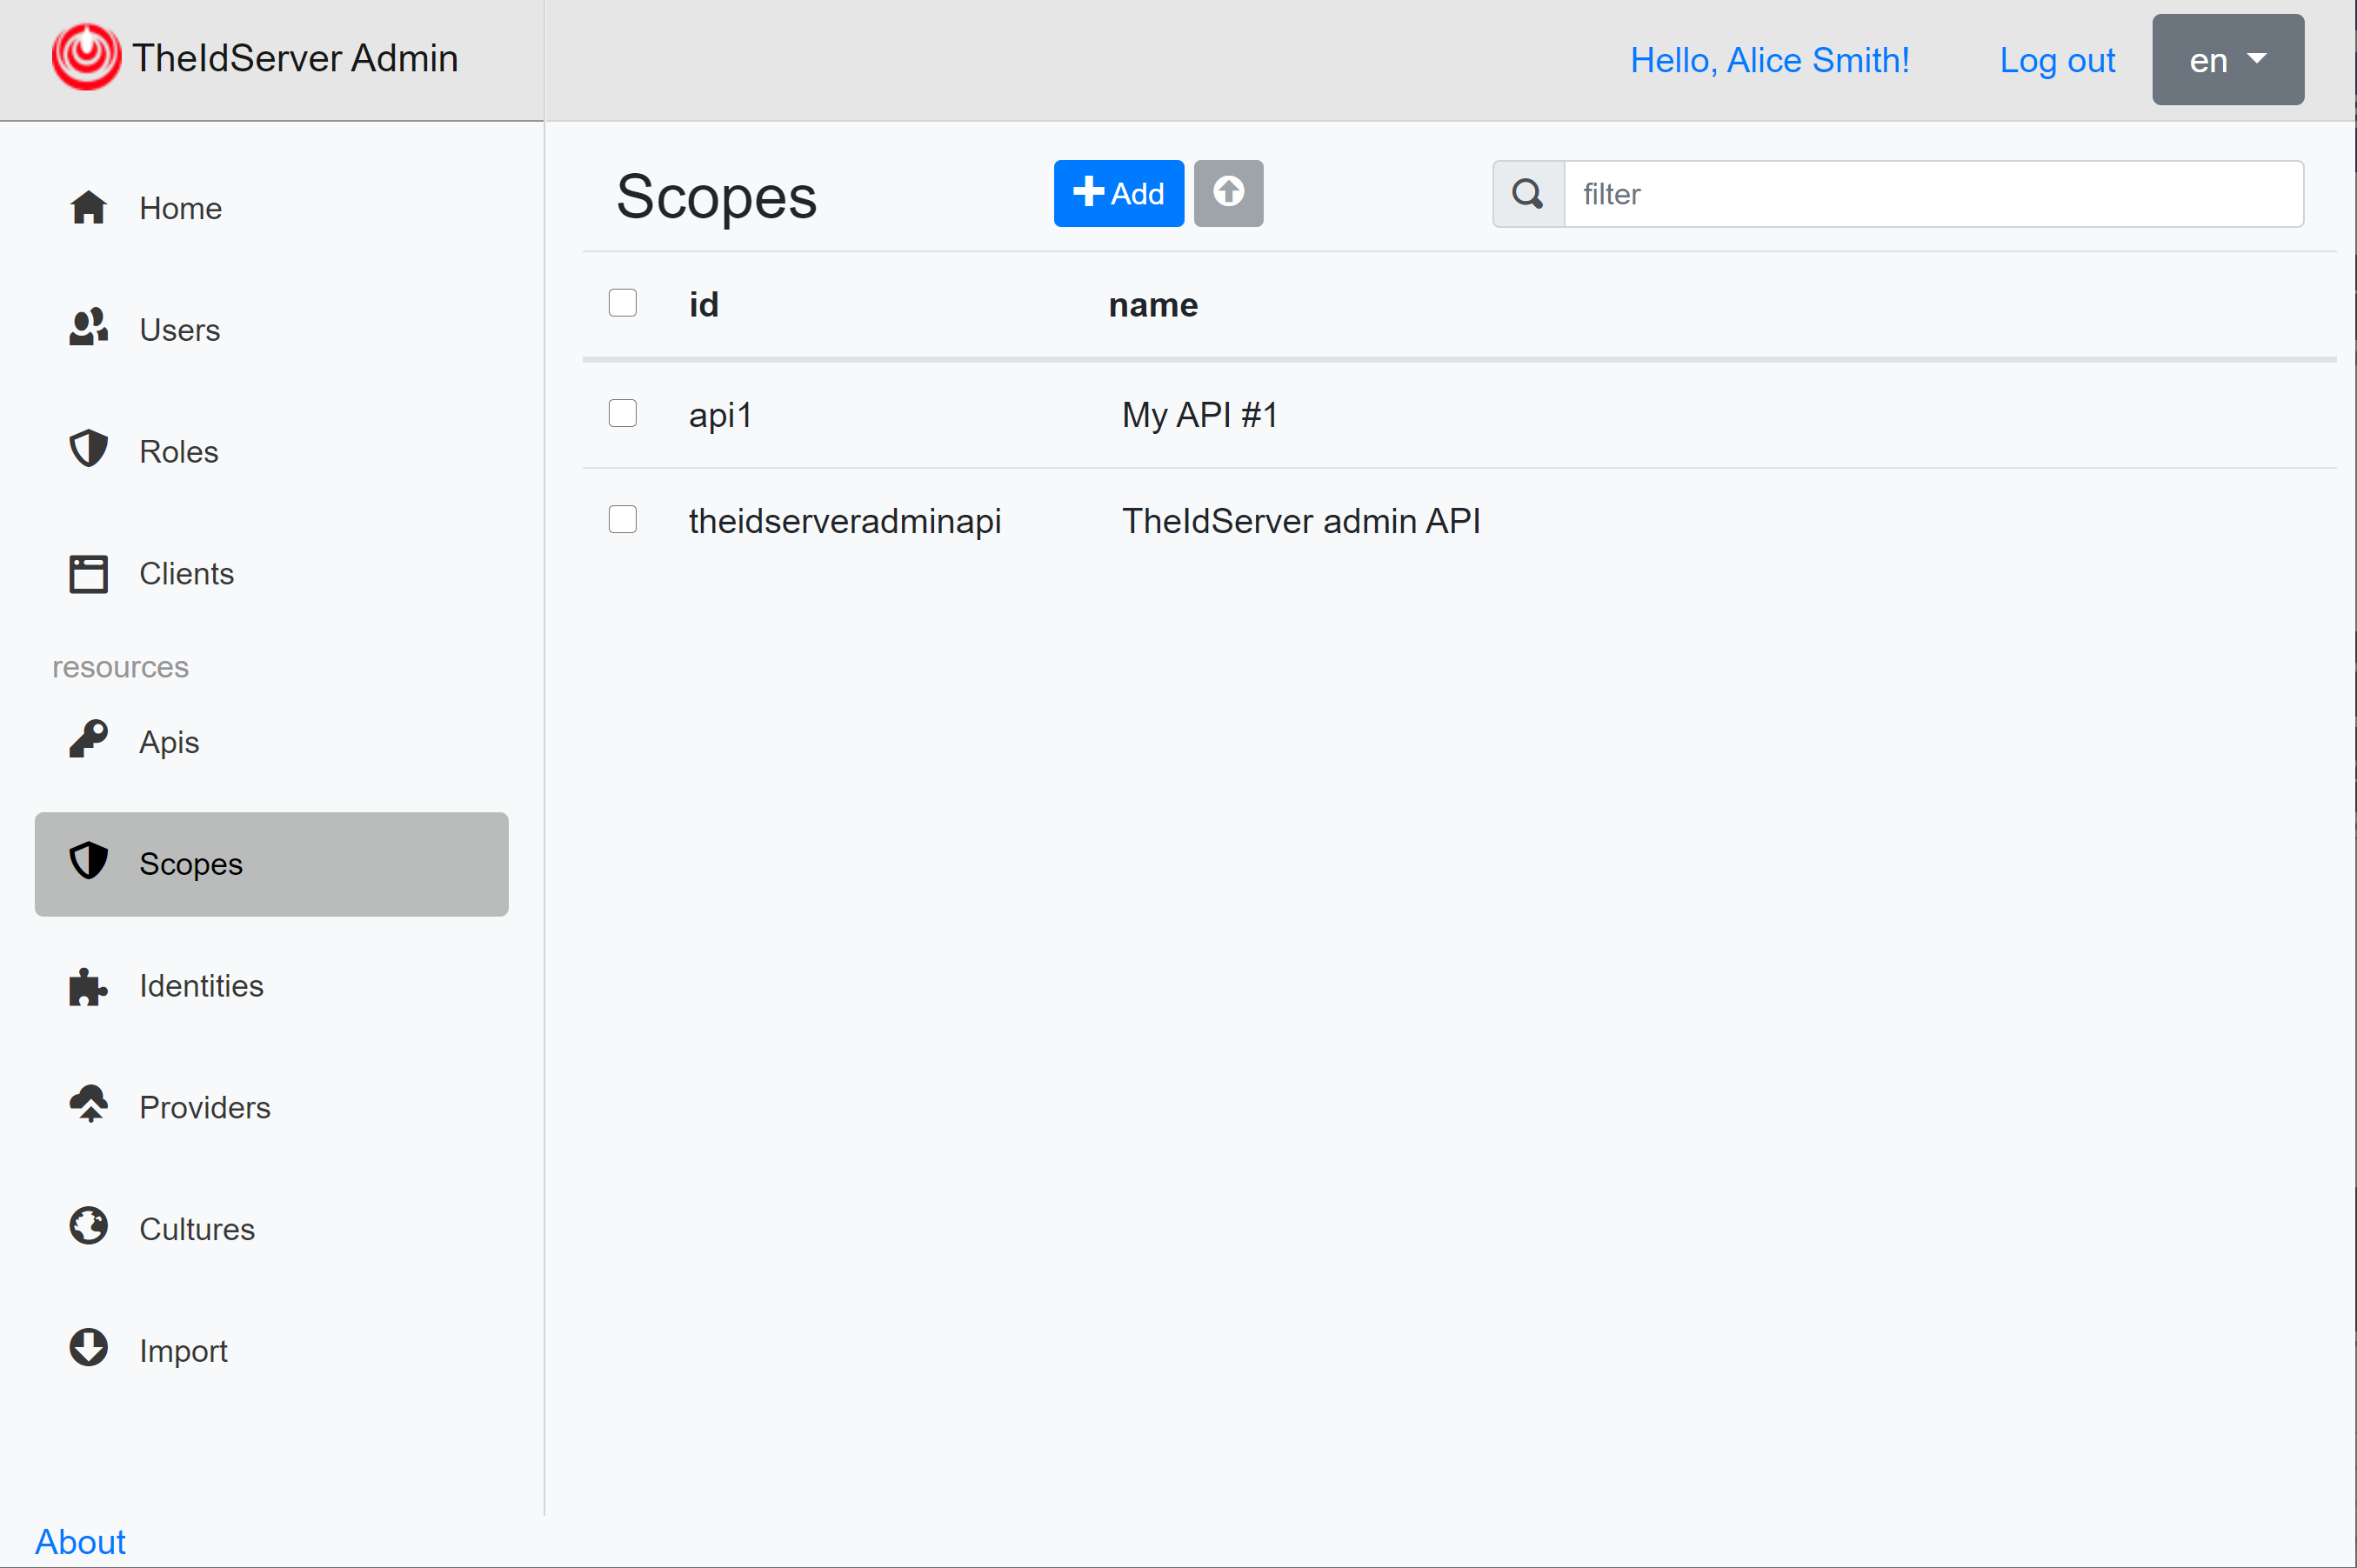 TheIdServer Admin
Hello, Alice Smith!
Log out
en
Home
Users
Roles
Clients
resources
Apis
Scopes
Identities
Providers
Cultures
Import
About
Scopes
Add
filter
id name
api1 My API #1
theidserveradminapi TheIdServer admin API